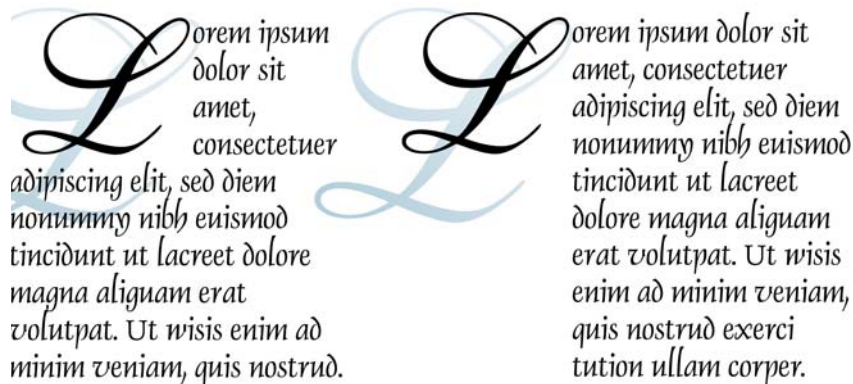 Lorem ipsum
dolor sit
amet,
consectetuer
adipiscing elit, sed diem
nonummy nibh euismod
tincidunt ut lacreet dolore
magna aliguam erat
volutpat. Ut wisis enim ad
minim veniam, quis nostrud.
Lorem ipsum dolor sit
amet, consectetuer
adipiscing elit, sed diem
nonummy nibh euismod
tincidunt ut lacreet
dolore magna aliguam
erat volutpat. Ut wisis
enim ad minim veniam,
quis nostrud exerci
tution ullam corper.